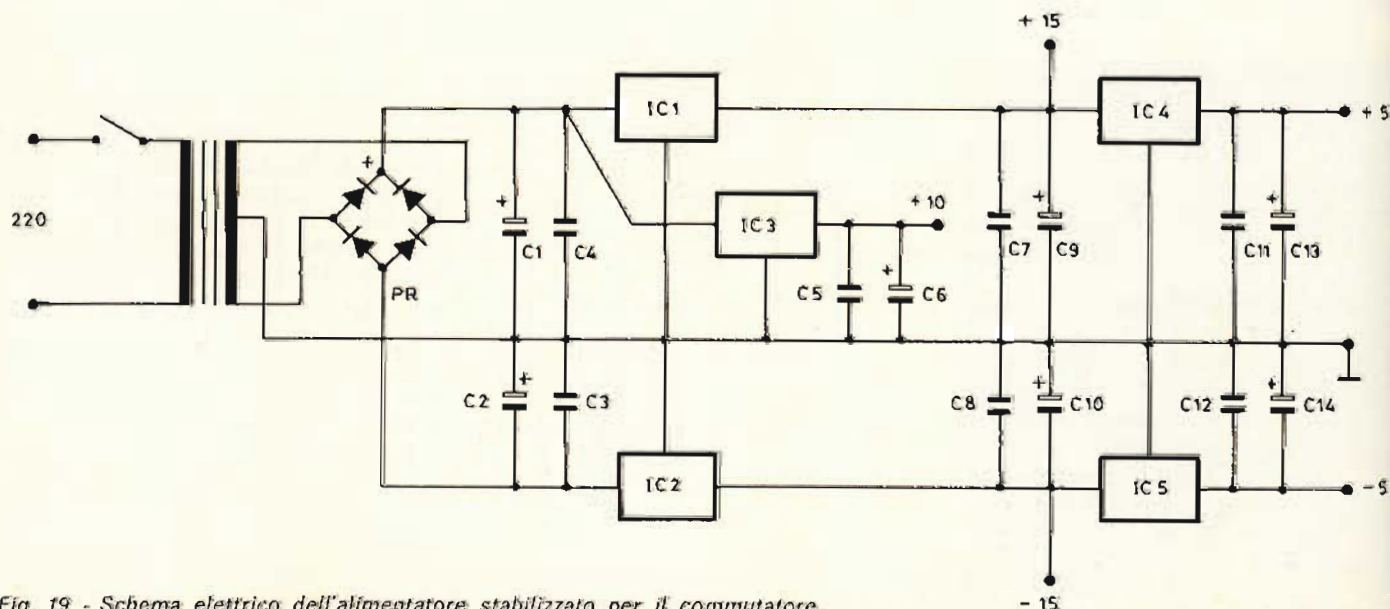 + 15
IC1
IC4
+ 5
220
+
+
C1
C4
IC3
+ 10
C7
+
C9
C11
+
C13
PR
C5
+
C6
C2
+
C3
C8
+
C10
C12
+
C14
IC2
IC5
- 5
- 15
Fig. 19 - Schema elettrico dell'alimentatore stabilizzato per il commutatore